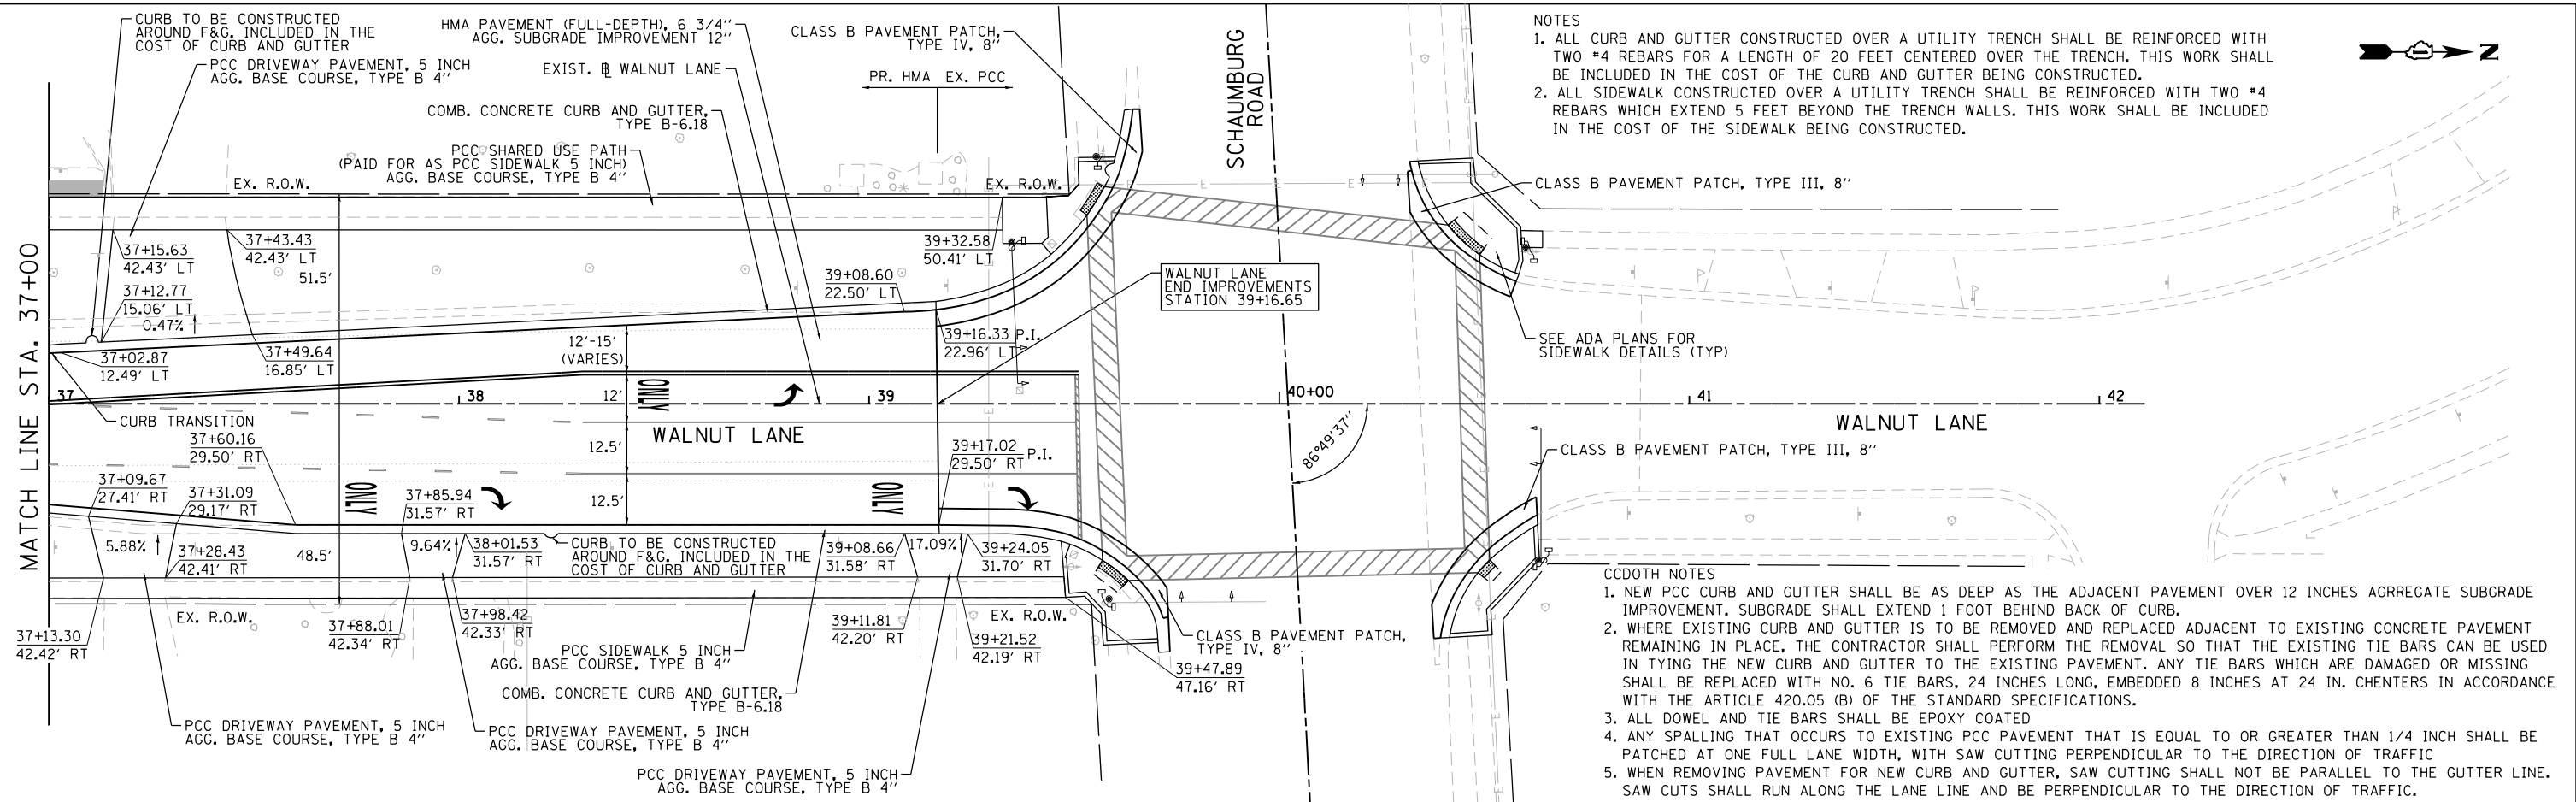 CURB TO BE CONSTRUCTED
AROUND F&G. INCLUDED IN THE
COST OF CURB AND GUTTER
PCC DRIVEWAY PAVEMENT, 5 INCH
AGG. BASE COURSE, TYPE B 4"
HMA PAVEMENT (FULL-DEPTH), 6 3/4"
AGG. SUBGRADE IMPROVEMENT 12"
EXIST. ℄ WALNUT LANE
COMB. CONCRETE CURB AND GUTTER,
TYPE B-6.18
PCC SHARED USE PATH
(PAID FOR AS PCC SIDEWALK 5 INCH)
AGG. BASE COURSE, TYPE B 4"
CLASS B PAVEMENT PATCH,
TYPE IV, 8"
PR. HMA EX. PCC
SCHAUMBURG
ROAD
NOTES
1. ALL CURB AND GUTTER CONSTRUCTED OVER A UTILITY TRENCH SHALL BE REINFORCED WITH
TWO #4 REBARS FOR A LENGTH OF 20 FEET CENTERED OVER THE TRENCH. THIS WORK SHALL
BE INCLUDED IN THE COST OF THE CURB AND GUTTER BEING CONSTRUCTED.
2. ALL SIDEWALK CONSTRUCTED OVER A UTILITY TRENCH SHALL BE REINFORCED WITH TWO #4
REBARS WHICH EXTEND 5 FEET BEYOND THE TRENCH WALLS. THIS WORK SHALL BE INCLUDED
IN THE COST OF THE SIDEWALK BEING CONSTRUCTED.
N
EX. R.O.W.
EX. R.O.W.
E
E
E
E
CLASS B PAVEMENT PATCH, TYPE III, 8"
MATCH LINE STA. 37+00
37+15.63
42.43' LT
37+43.43
42.43' LT
51.5'
39+32.58
50.41' LT
39+08.60
22.50' LT
WALNUT LANE
END IMPROVEMENTS
STATION 39+16.65
37+12.77
15.06' LT
0.47%
37+02.87
12.49' LT
37+49.64
16.85' LT
12'-15'
(VARIES)
39+16.33 P.I.
22.96' LT
SEE ADA PLANS FOR
SIDEWALK DETAILS (TYP)
37
38
39
40+00
41
42
12'
ONLY
CURB TRANSITION
WALNUT LANE
WALNUT LANE
12.5'
12.5'
86°49'37"
37+60.16
29.50' RT
39+17.02 P.I.
29.50' RT
CLASS B PAVEMENT PATCH, TYPE III, 8"
37+09.67
27.41' RT
37+31.09
29.17' RT
ONLY
37+85.94
31.57' RT
ONLY
5.88%
37+28.43
42.41' RT
48.5'
9.64%
38+01.53
31.57' RT
CURB TO BE CONSTRUCTED
AROUND F&G. INCLUDED IN THE
COST OF CURB AND GUTTER
39+08.66
31.58' RT
17.09%
39+24.05
31.70' RT
EX. R.O.W.
EX. R.O.W.
37+13.30
42.42' RT
37+88.01
42.34' RT
37+98.42
42.33' RT
39+11.81
42.20' RT
39+21.52
42.19' RT
39+47.89
47.16' RT
CLASS B PAVEMENT PATCH,
TYPE IV, 8"
PCC SIDEWALK 5 INCH
AGG. BASE COURSE, TYPE B 4"
COMB. CONCRETE CURB AND GUTTER,
TYPE B-6.18
PCC DRIVEWAY PAVEMENT, 5 INCH
AGG. BASE COURSE, TYPE B 4"
PCC DRIVEWAY PAVEMENT, 5 INCH
AGG. BASE COURSE, TYPE B 4"
PCC DRIVEWAY PAVEMENT, 5 INCH
AGG. BASE COURSE, TYPE B 4"
CCDOTH NOTES
1. NEW PCC CURB AND GUTTER SHALL BE AS DEEP AS THE ADJACENT PAVEMENT OVER 12 INCHES AGRREGATE SUBGRADE
IMPROVEMENT. SUBGRADE SHALL EXTEND 1 FOOT BEHIND BACK OF CURB.
2. WHERE EXISTING CURB AND GUTTER IS TO BE REMOVED AND REPLACED ADJACENT TO EXISTING CONCRETE PAVEMENT
REMAINING IN PLACE, THE CONTRACTOR SHALL PERFORM THE REMOVAL SO THAT THE EXISTING TIE BARS CAN BE USED
IN TYING THE NEW CURB AND GUTTER TO THE EXISTING PAVEMENT. ANY TIE BARS WHICH ARE DAMAGED OR MISSING
SHALL BE REPLACED WITH NO. 6 TIE BARS, 24 INCHES LONG, EMBEDDED 8 INCHES AT 24 IN. CHENTERS IN ACCORDANCE
WITH THE ARTICLE 420.05 (B) OF THE STANDARD SPECIFICATIONS.
3. ALL DOWEL AND TIE BARS SHALL BE EPOXY COATED
4. ANY SPALLING THAT OCCURS TO EXISTING PCC PAVEMENT THAT IS EQUAL TO OR GREATER THAN 1/4 INCH SHALL BE
PATCHED AT ONE FULL LANE WIDTH, WITH SAW CUTTING PERPENDICULAR TO THE DIRECTION OF TRAFFIC
5. WHEN REMOVING PAVEMENT FOR NEW CURB AND GUTTER, SAW CUTTING SHALL NOT BE PARALLEL TO THE GUTTER LINE.
SAW CUTS SHALL RUN ALONG THE LANE LINE AND BE PERPENDICULAR TO THE DIRECTION OF TRAFFIC.